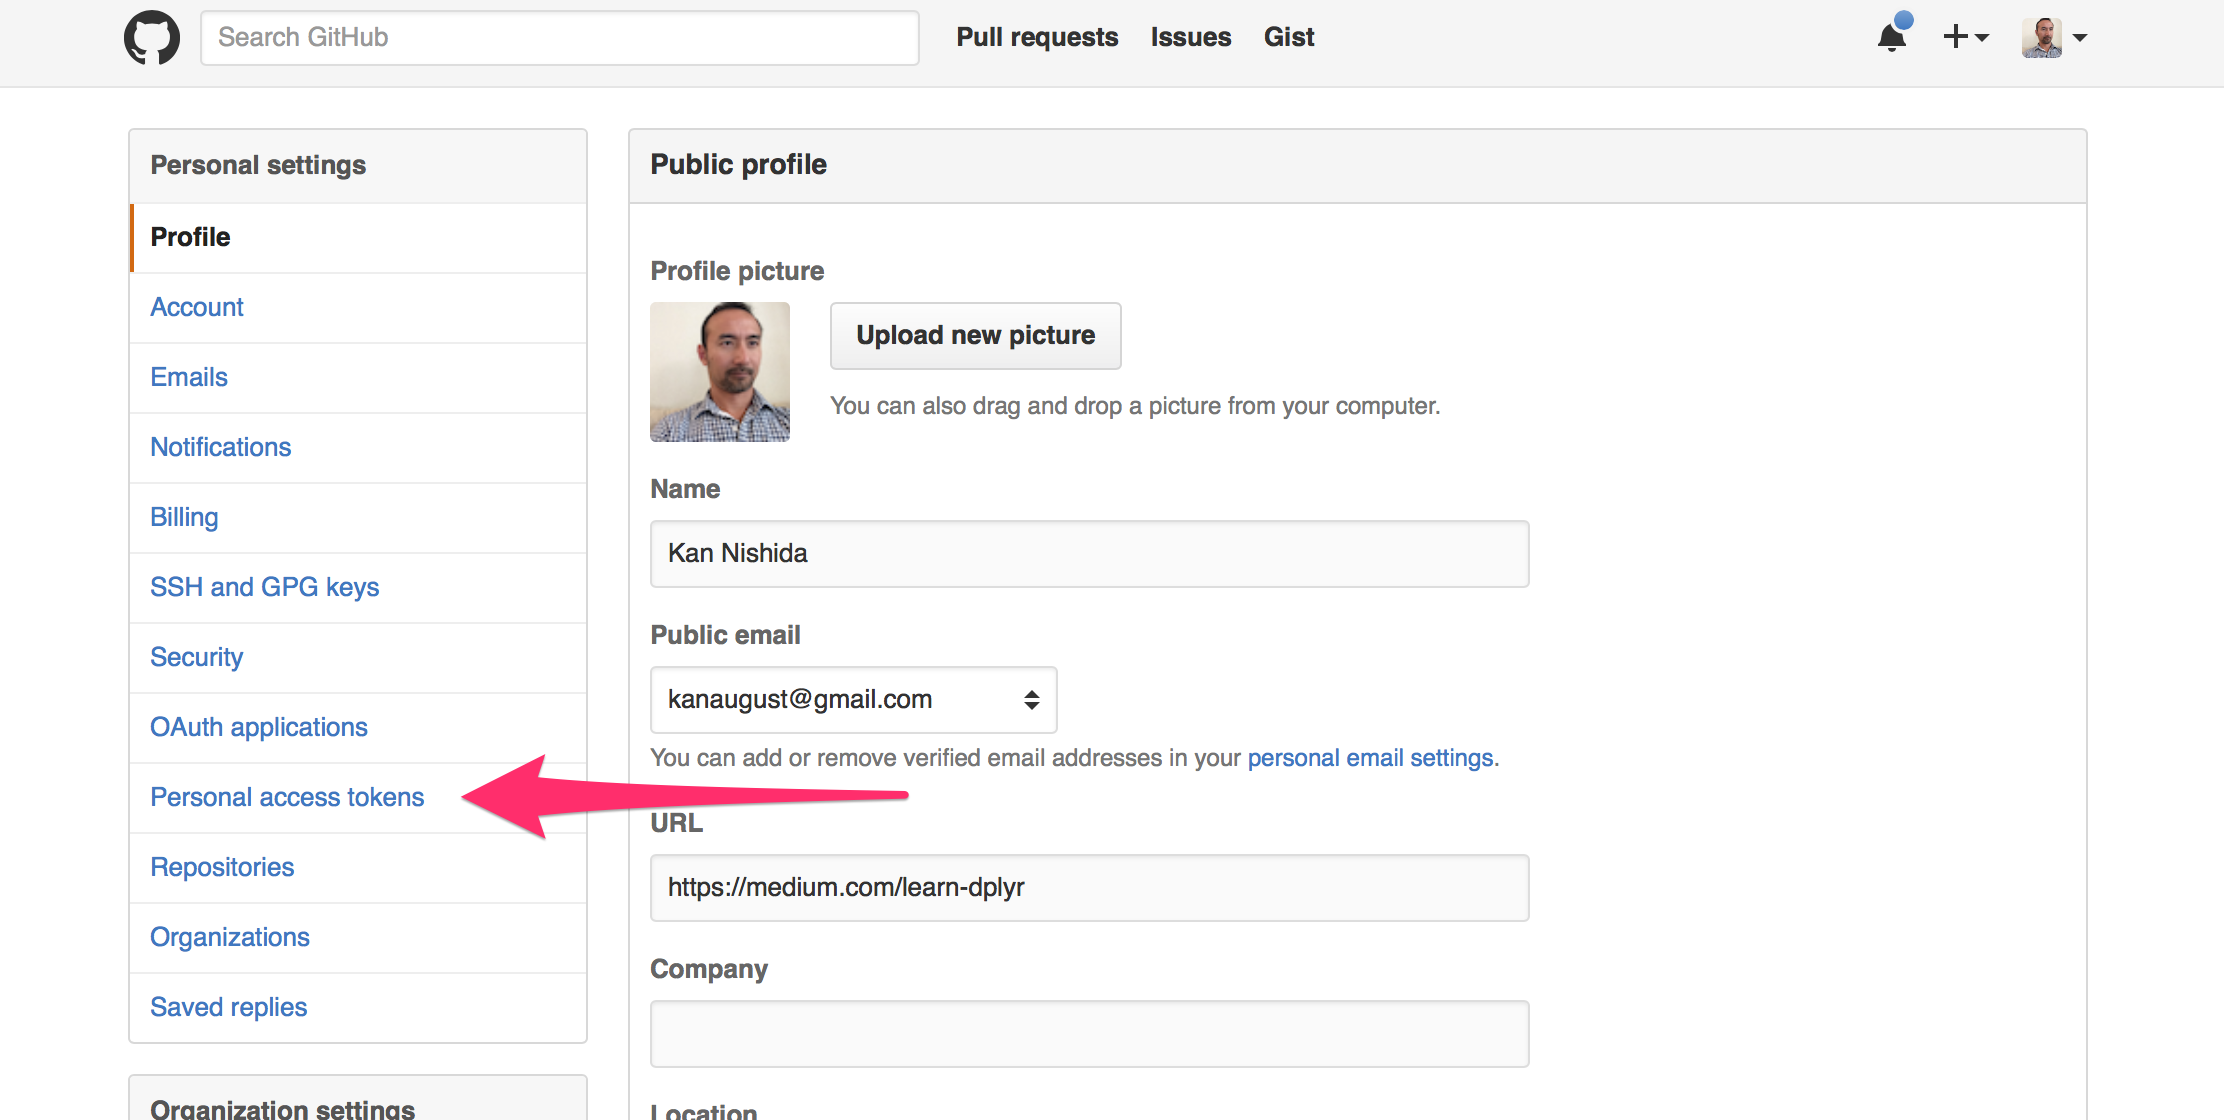 Search GitHub
Pull requests
Issues
Gist
Personal settings
Profile
Account
Emails
Notifications
Billing
SSH and GPG keys
Security
OAuth applications
Personal access tokens
Repositories
Organizations
Saved replies
Organization settings
Public profile
Profile picture
Upload new picture
You can also drag and drop a picture from your computer.
Name
Kan Nishida
Public email
kanaugust@gmail.com
You can add or remove verified email addresses in your personal email settings.
URL
https://medium.com/learn-dplyr
Company
Location